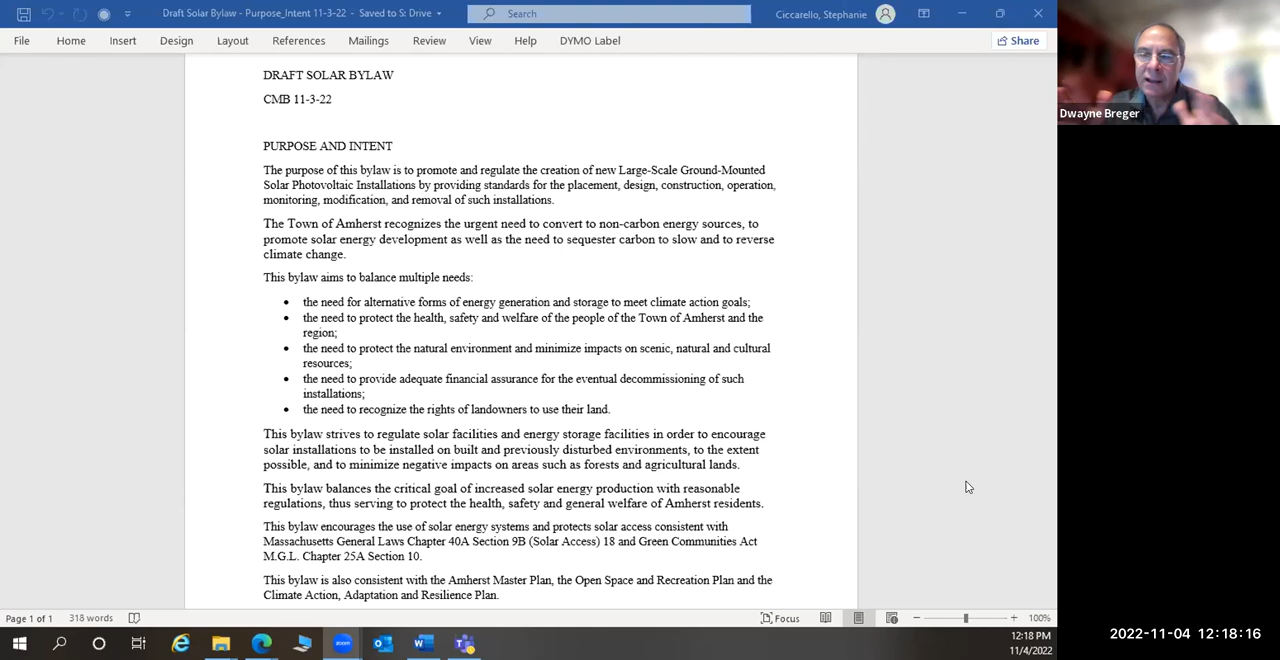 Draft Solar Bylaw - Purpose_Intent 11-3-22 - Saved to S: Drive
Search
Ciccarello, Stephanie
File Home Insert Design Layout References Mailings Review View Help DYMO Label
Share
DRAFT SOLAR BYLAW
CMB 11-3-22
PURPOSE AND INTENT
The purpose of this bylaw is to promote and regulate the creation of new Large-Scale Ground-Mounted
Solar Photovoltaic Installations by providing standards for the placement, design, construction, operation,
monitoring, modification, and removal of such installations.
The Town of Amherst recognizes the urgent need to convert to non-carbon energy sources, to
promote solar energy development as well as the need to sequester carbon to slow and to reverse
climate change.
This bylaw aims to balance multiple needs:
• the need for alternative forms of energy generation and storage to meet climate action goals;
• the need to protect the health, safety and welfare of the people of the Town of Amherst and the
region;
• the need to protect the natural environment and minimize impacts on scenic, natural and cultural
resources;
• the need to provide adequate financial assurance for the eventual decommissioning of such
installations;
• the need to recognize the rights of landowners to use their land.
This bylaw strives to regulate solar facilities and energy storage facilities in order to encourage
solar installations to be installed on built and previously disturbed environments, to the extent
possible, and to minimize negative impacts on areas such as forests and agricultural lands.
This bylaw balances the critical goal of increased solar energy production with reasonable
regulations, thus serving to protect the health, safety and general welfare of Amherst residents.
This bylaw encourages the use of solar energy systems and protects solar access consistent with
Massachusetts General Laws Chapter 40A Section 9B (Solar Access) 18 and Green Communities Act
M.G.L. Chapter 25A Section 10.
This bylaw is also consistent with the Amherst Master Plan, the Open Space and Recreation Plan and the
Climate Action, Adaptation and Resilience Plan.
Page 1 of 1 318 words
Focus
100%
zoom
12:18 PM
11/4/2022
Dwayne Breger
2022-11-04 12:18:16